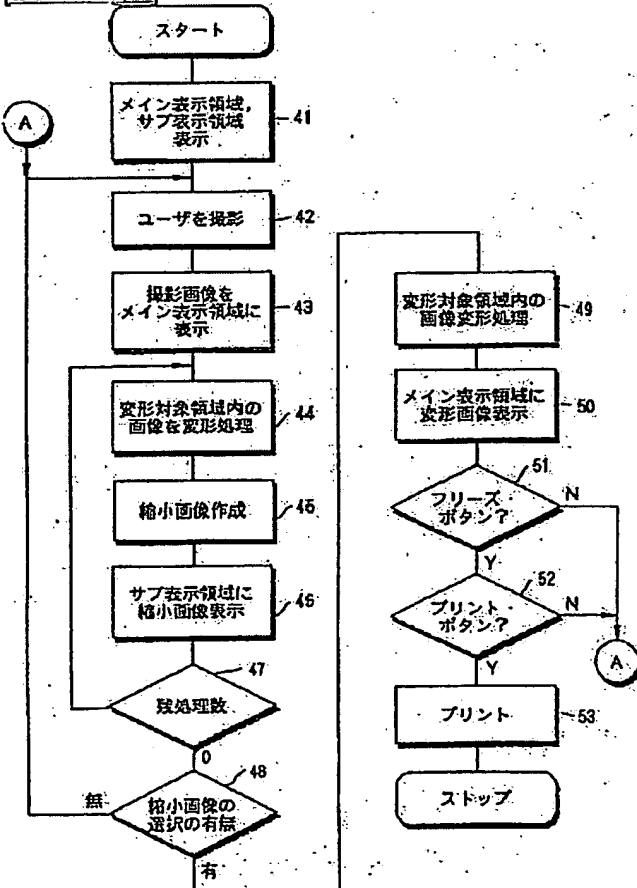 スタート
メイン表示領域,
サブ表示領域
表示
41
A
ユーザを撮影
42
撮影画像を
メイン表示領域に
表示
43
変形対象領域内の
画像を変形処理
44
縮小画像作成
45
サブ表示領域に
縮小画像表示
46
残処理数
47
0
縮小画像の
選択の有無
48
無
有
変形対象領域内の
画像変形処理
49
メイン表示領域に
変形画像表示
50
フリーズ
ボタン?
51
N
Y
プリント
ボタン?
52
N
Y
A
プリント
53
ストップ